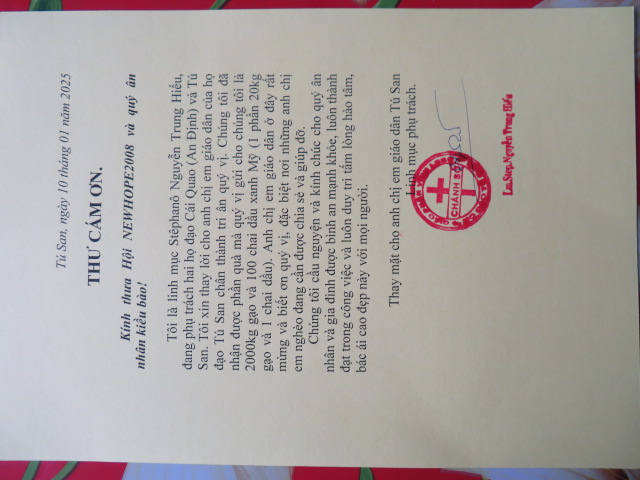 Tú San, ngày 10 tháng 01 năm 2025
THƯ CÁM ƠN.
Kính thưa Hội NEWHOPE2008 và quý ân
nhân kiều bào!
Tôi là linh mục Stêphanô Nguyễn Trung Hiếu,
đang phụ trách hai họ đạo Cái Quao (An Định) và Tú
San. Tôi xin thay lời cho anh chị em giáo dân của họ
đạo Tú San chân thành tri ân quý vị. Chúng tôi đã
nhận được phần quà mà quý vị gửi cho chúng tôi là
2000kg gạo và 100 chai dầu xanh Mỹ (1 phần 20kg
gạo và 1 chai dầu). Anh chị em giáo dân ở đây rất
mừng và biết ơn quý vị, đặc biệt nơi những anh chị
em nghèo đang cần được chia sẻ và giúp đỡ.
Chúng tôi cầu nguyện và kính chúc cho quý ân
nhân và gia đình được bình an mạnh khỏe, luôn thành
đạt trong công việc và luôn duy trì tấm lòng hảo tâm,
bác ái cao đẹp này với mọi người.
Thay mặt cho anh chị em giáo dân Tú San
Linh mục phụ trách.
CHÁNH SỞ
Lm. Step. Nguyễn Trung Hiếu